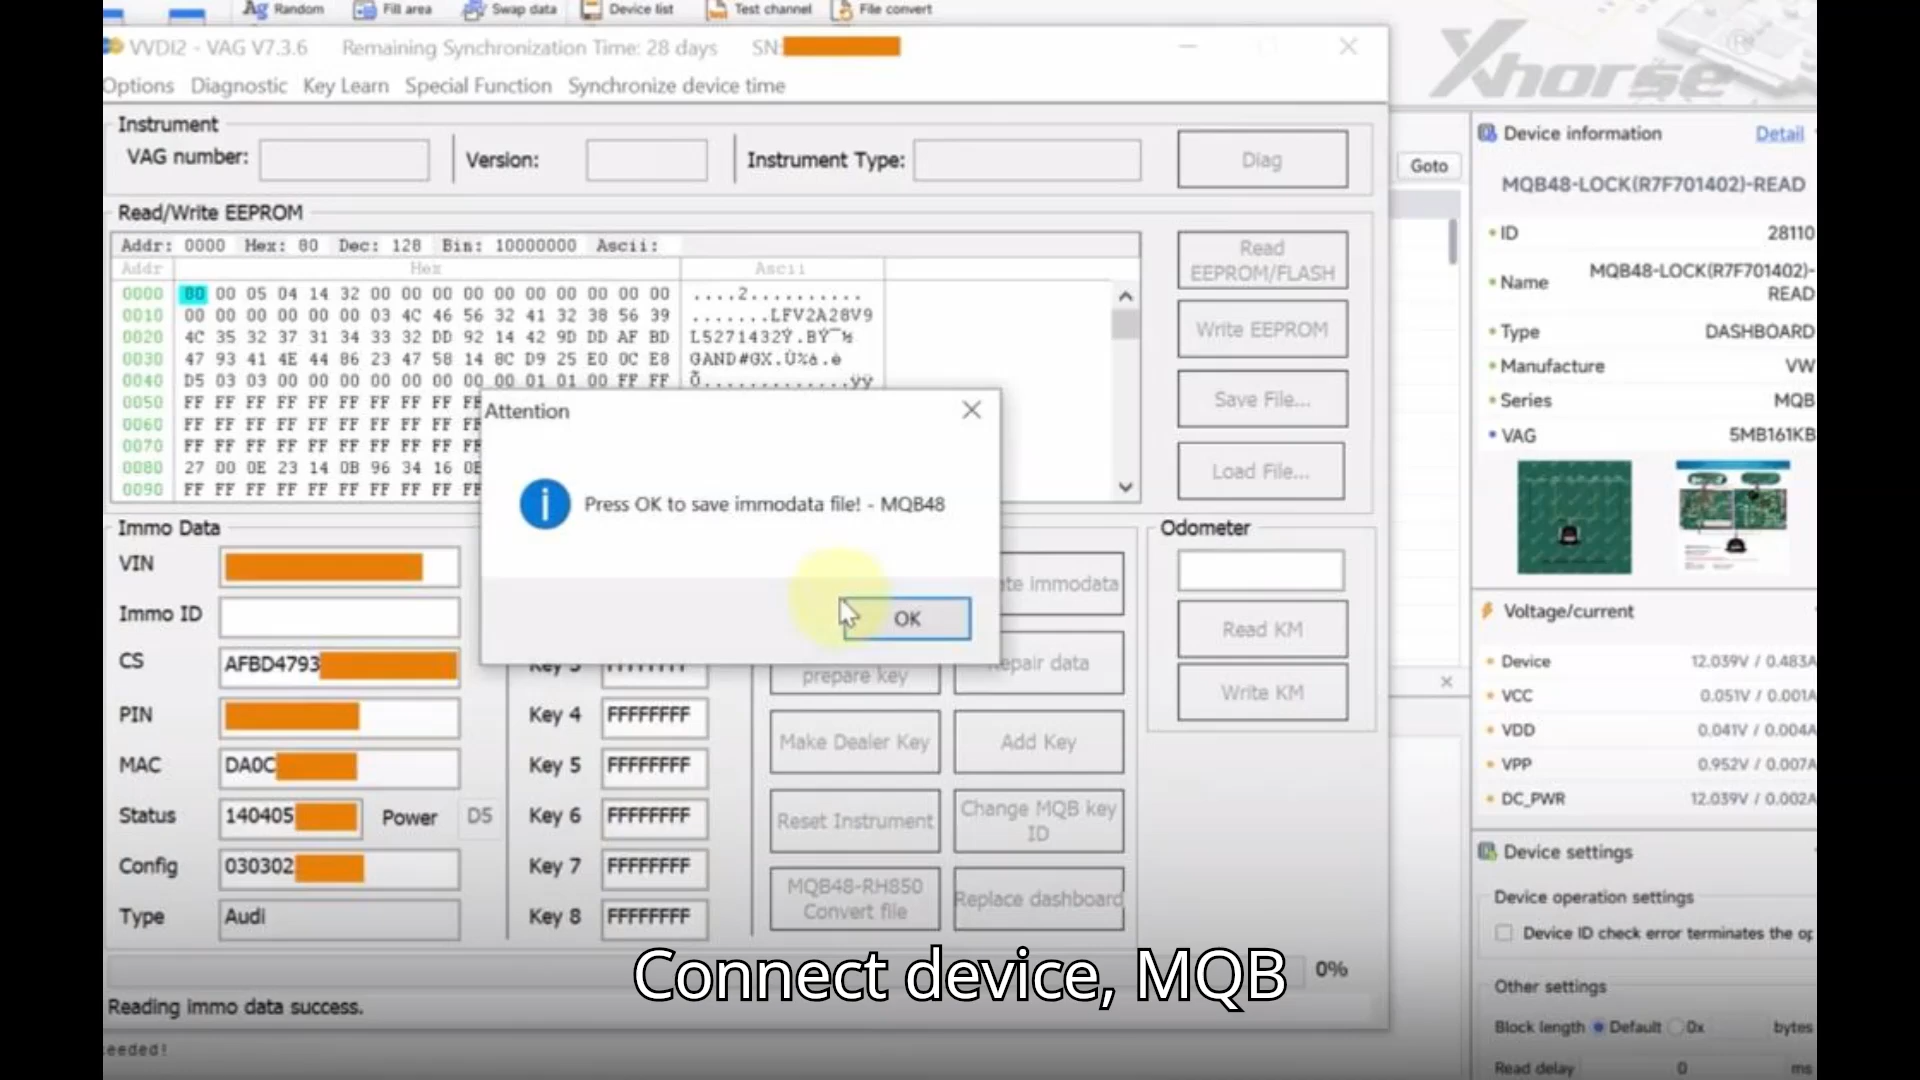 Random Fill area Swap data Device list Test channel File convert
VVDI2 - VAG V7.3.6 Remaining Synchronization Time: 28 days SN:
Options Diagnostic Key Learn Special Function Synchronize device time
Xhorse ®
Instrument
VAG number: Version: Instrument Type: Diag
Read/Write EEPROM
Addr: 0000 Hex: 80 Dec: 128 Bin: 10000000 Ascii:
Addr Hex Ascii
0000 80 00 05 04 14 32 00 00 00 00 00 00 00 00 00 00 ....2..........
0010 00 00 00 00 00 00 03 4C 46 56 32 41 32 38 56 39 .......LFV2A28V9
0020 4C 35 32 37 31 34 33 32 DD 92 14 42 9D DD AF BD L5271432Ý.BÝ¯½
0030 47 93 41 4E 44 86 23 47 58 14 8C D9 25 E0 0C E8 GAND#GX.Ù%à.è
0040 D5 03 03 00 00 00 00 00 00 00 00 01 01 00 FF FF Õ.............ÿÿ
0050 FF FF FF FF FF FF FF FF FF FF
0060 FF FF FF FF FF FF FF FF FF FF
0070 FF FF FF FF FF FF FF FF FF FF
0080 27 00 0E 23 14 0B 96 34 16 0E
0090 FF FF FF FF FF FF FF FF FF FF
Read EEPROM/FLASH
Write EEPROM
Save File...
Load File...
Attention
Press OK to save immodata file! - MQB48
OK
Immo Data
VIN
Immo ID
CS AFBD4793
PIN
MAC DA0C
Status 140405 Power D5
Config 030302
Type Audi
Key 4 FFFFFFFF
Key 5 FFFFFFFF
Key 6 FFFFFFFF
Key 7 FFFFFFFF
Key 8 FFFFFFFF
immodata
prepare key
data
Make Dealer Key Add Key
Reset Instrument Change MQB key ID
MQB48-RH850 Convert file Replace dashboard
Odometer
Read KM
Write KM
0%
Reading immo data success.
Goto
Device information Detail
MQB48-LOCK(R7F701402)-READ
ID 28110
Name MQB48-LOCK(R7F701402)-READ
Type DASHBOARD
Manufacture VW
Series MQB
VAG 5MB161KB
Voltage/current
Device 12.039V / 0.483A
VCC 0.051V / 0.001A
VDD 0.041V / 0.004A
VPP 0.952V / 0.007A
DC_PWR 12.039V / 0.002A
Device settings
Device operation settings
Device ID check error terminates the op
Other settings
Block length Default 0x bytes
Read delay 0 ms
Connect device, MQB